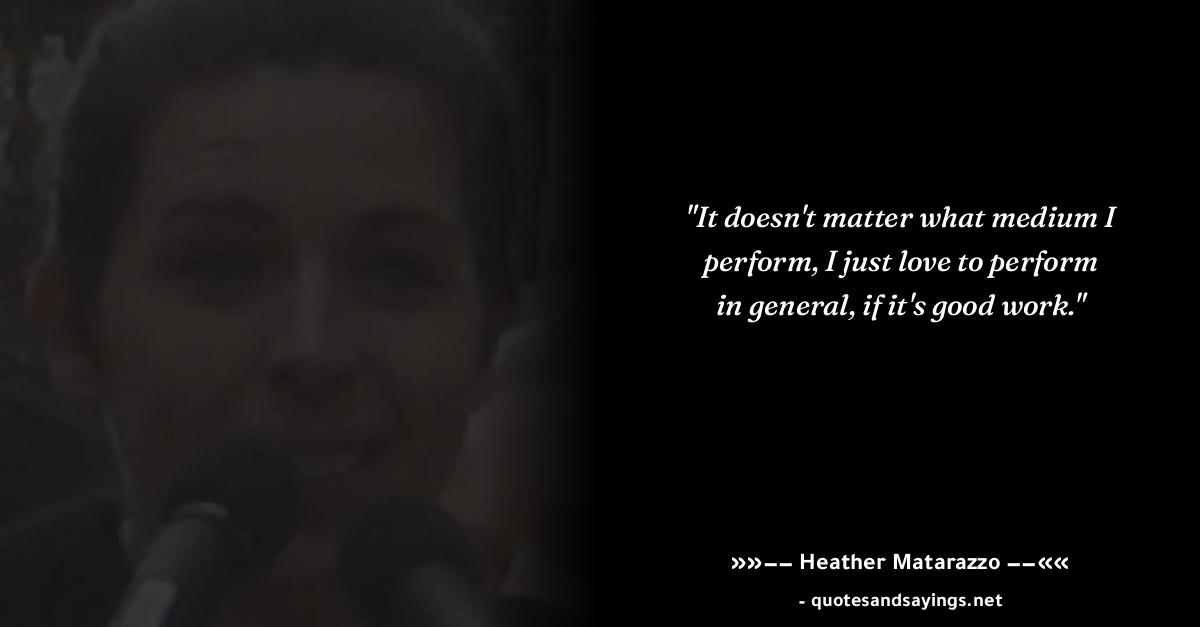 "It doesn't matter what medium I
perform, I just love to perform
in general, if it's good work."
»»–– Heather Matarazzo ––««
- quotesandsayings.net